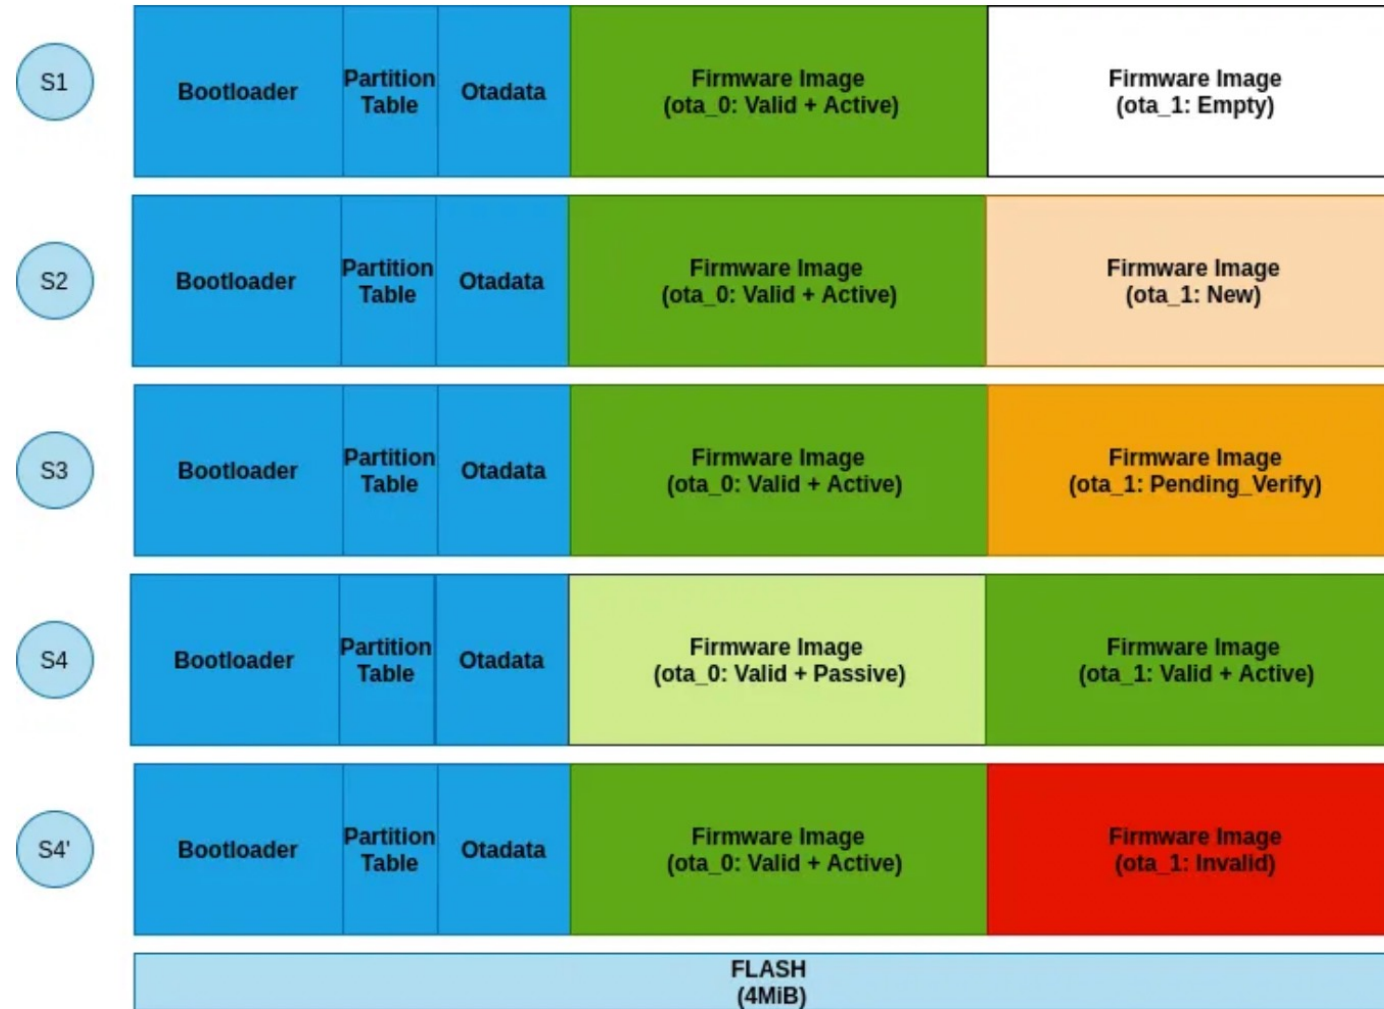 S1
Bootloader
Partition
Table
Otadata
Firmware Image
(ota_0: Valid + Active)
Firmware Image
(ota_1: Empty)
S2
Bootloader
Partition
Table
Otadata
Firmware Image
(ota_0: Valid + Active)
Firmware Image
(ota_1: New)
S3
Bootloader
Partition
Table
Otadata
Firmware Image
(ota_0: Valid + Active)
Firmware Image
(ota_1: Pending_Verify)
S4
Bootloader
Partition
Table
Otadata
Firmware Image
(ota_0: Valid + Passive)
Firmware Image
(ota_1: Valid + Active)
S4'
Bootloader
Partition
Table
Otadata
Firmware Image
(ota_0: Valid + Active)
Firmware Image
(ota_1: Invalid)
FLASH
(4MiB)